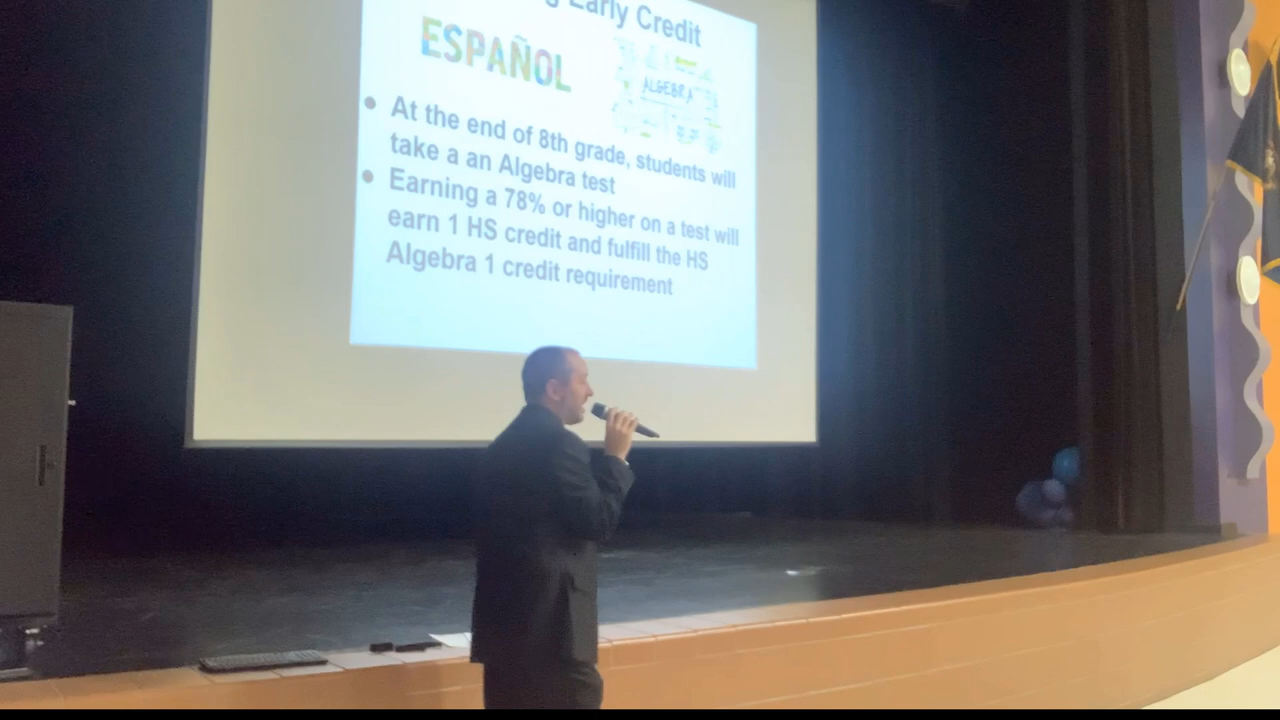 g Early Credit
ESPAÑOL
ALGEBRA
At the end of 8th grade, students will
take a an Algebra test
Earning a 78% or higher on a test will
earn 1 HS credit and fulfill the HS
Algebra 1 credit requirement